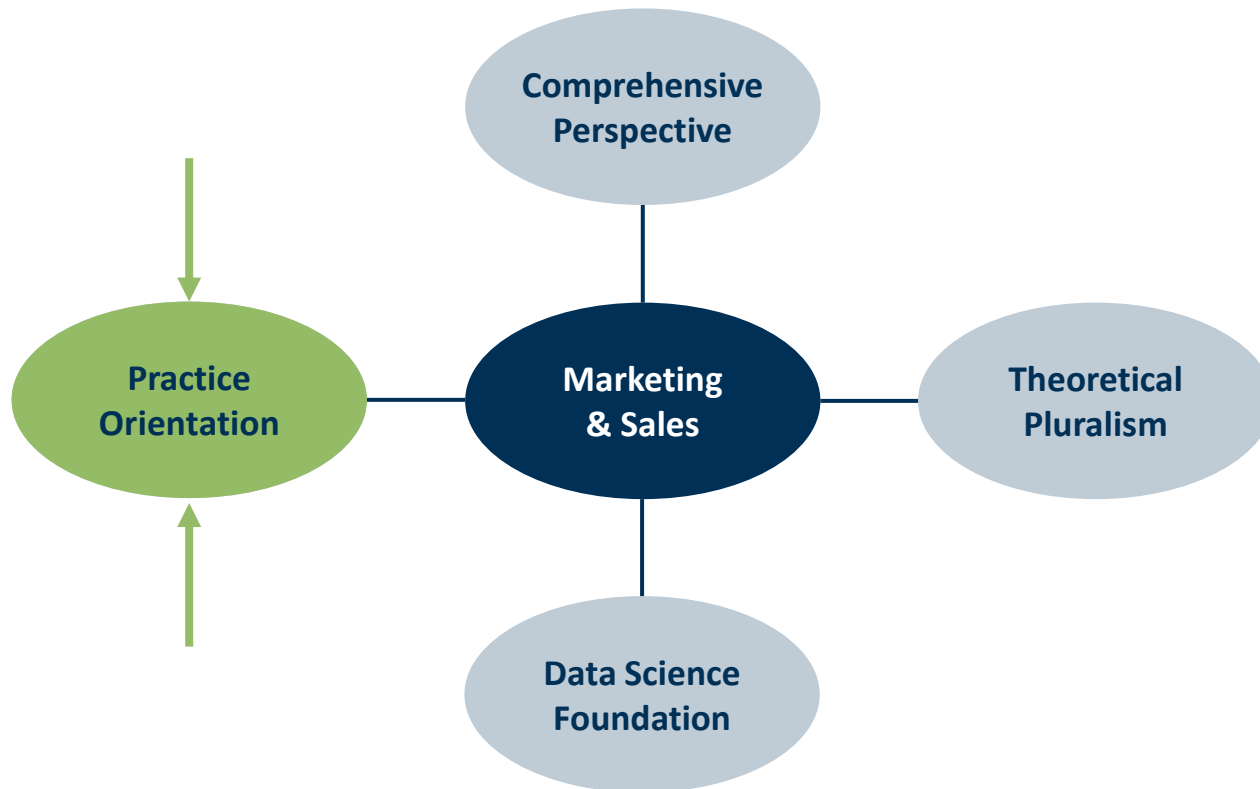 Comprehensive
Perspective
Practice
Orientation
Marketing
& Sales
Theoretical
Pluralism
Data Science
Foundation